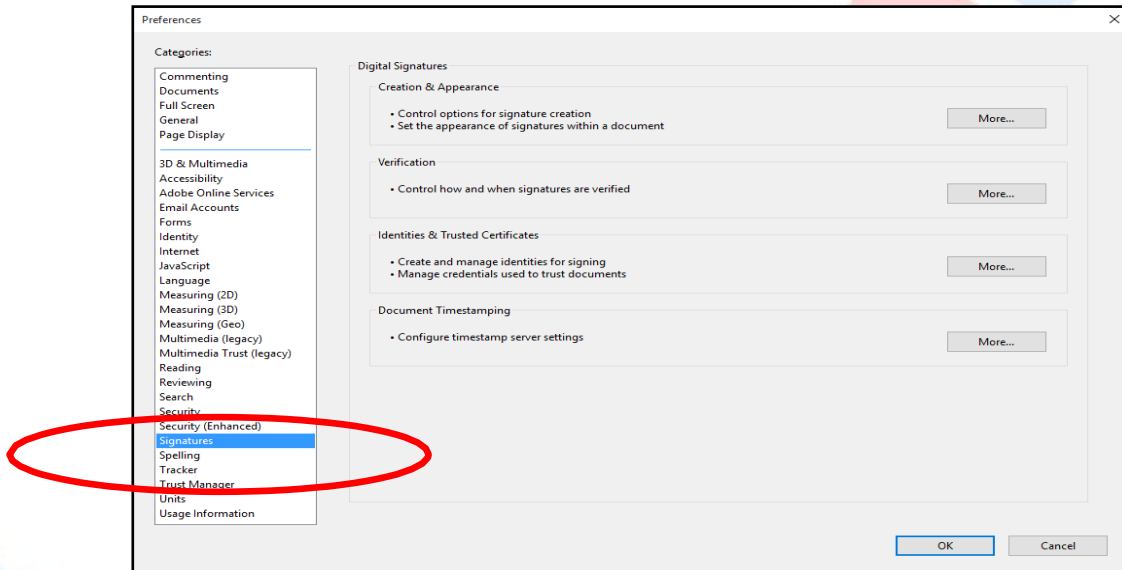 Preferences
Categories:
Commenting
Documents
Full Screen
General
Page Display
3D & Multimedia
Accessibility
Adobe Online Services
Email Accounts
Forms
Identity
Internet
JavaScript
Language
Measuring (2D)
Measuring (3D)
Measuring (Geo)
Multimedia (legacy)
Multimedia Trust (legacy)
Reading
Reviewing
Search
Security
Security (Enhanced)
Signatures
Spelling
Tracker
Trust Manager
Units
Usage Information
Digital Signatures
Creation & Appearance
• Control options for signature creation
• Set the appearance of signatures within a document
More...
Verification
• Control how and when signatures are verified
More...
Identities & Trusted Certificates
• Create and manage identities for signing
• Manage credentials used to trust documents
More...
Document Timestamping
• Configure timestamp server settings
More...
OK
Cancel